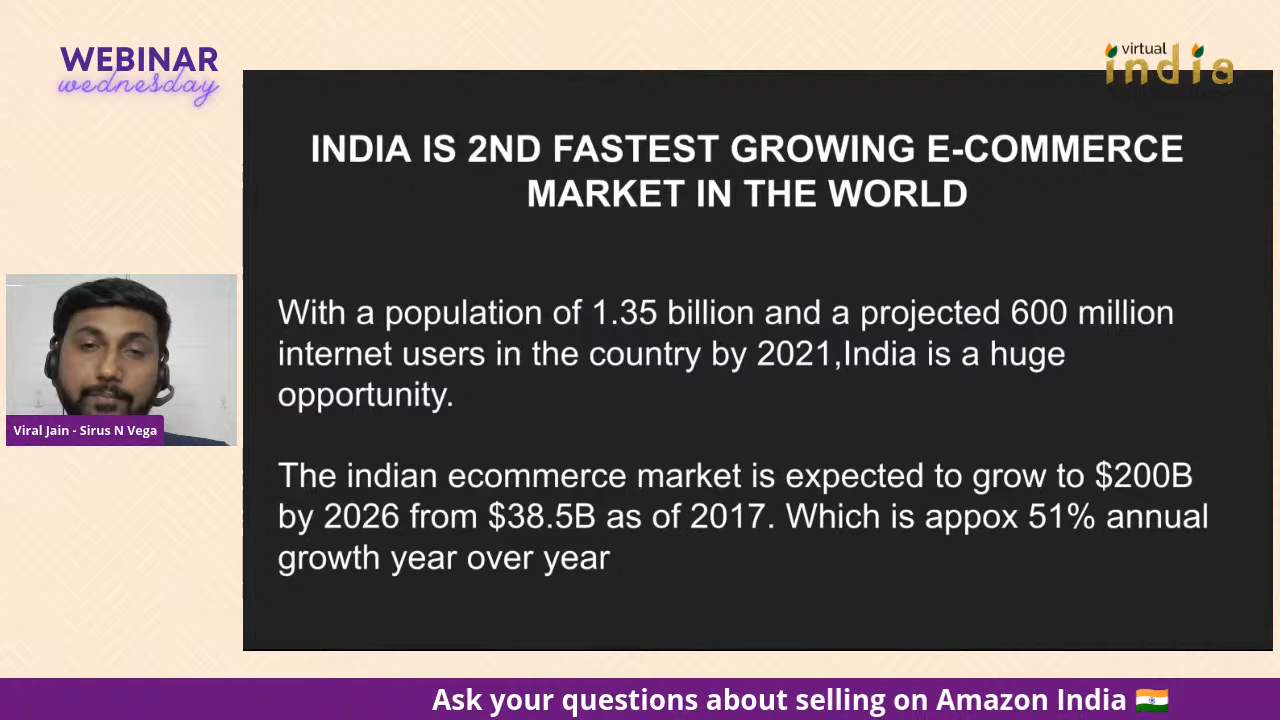 WEBINAR
wednesday
virtual
india
INDIA IS 2ND FASTEST GROWING E-COMMERCE
MARKET IN THE WORLD
With a population of 1.35 billion and a projected 600 million
internet users in the country by 2021,India is a huge
opportunity.
The indian ecommerce market is expected to grow to $200B
by 2026 from $38.5B as of 2017. Which is appox 51% annual
growth year over year
Viral Jain - Sirus N Vega
Ask your questions about selling on Amazon India 🇮🇳